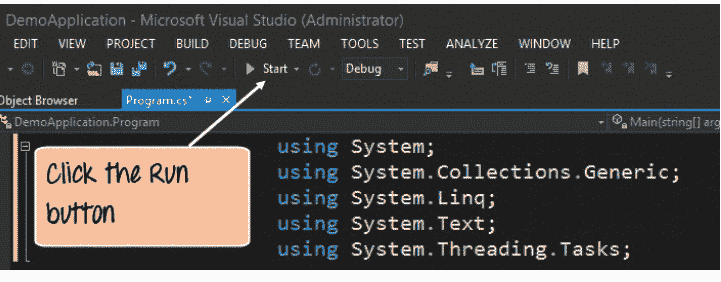 DemoApplication - Microsoft Visual Studio (Administrator)
EDIT VIEW PROJECT BUILD DEBUG TEAM TOOLS TEST ANALYZE WINDOW HELP
Start Debug
Object Browser Program.cs*
DemoApplication.Program Main(string[] arg
Click the Run
button
using System;
using System.Collections.Generic;
using System.Linq;
using System.Text;
using System.Threading.Tasks;